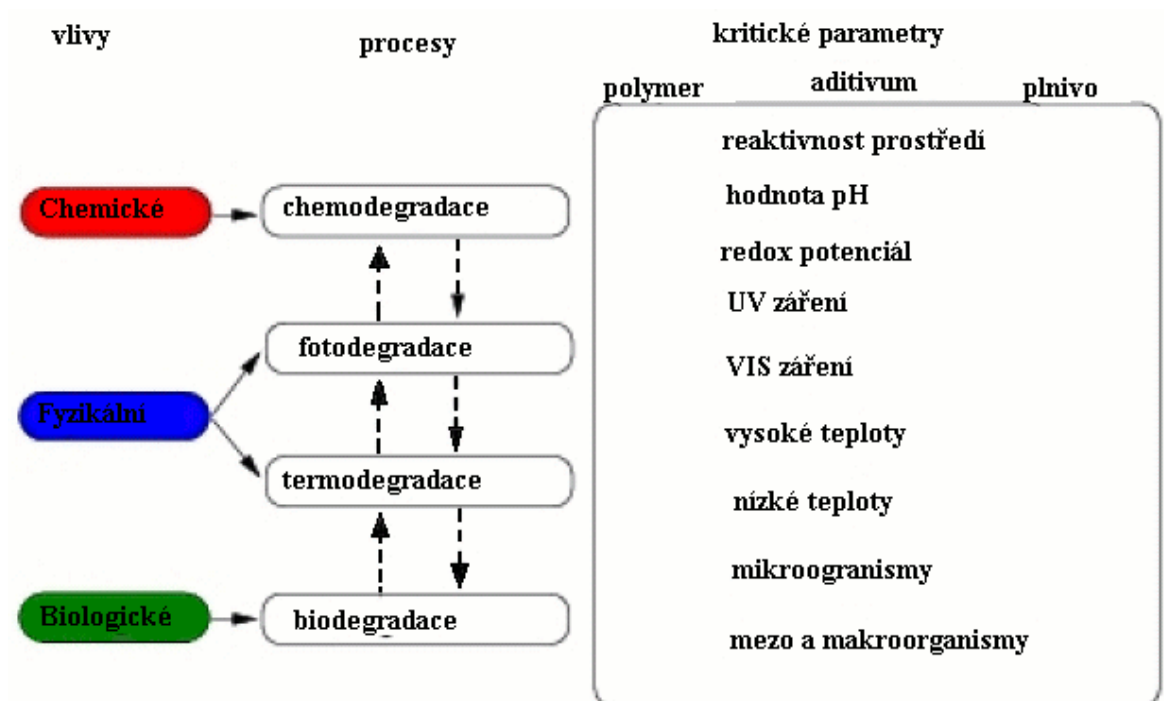 vlivy
procesy
kritické parametry
polymer
aditivum
plnivo
Chemické
chemodegradace
Fyzikální
fotodegradace
termodegradace
Biologické
biodegradace
reaktivnost prostředí
hodnota pH
redox potenciál
UV záření
VIS záření
vysoké teploty
nízké teploty
mikroogranismy
mezo a makroorganismy